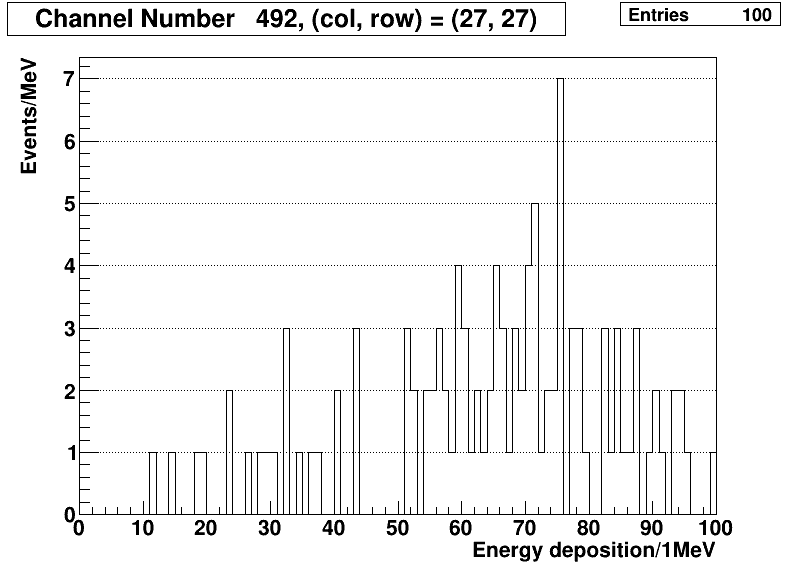 Channel Number 492, (col, row) = (27, 27)
Entries 100
Events/MeV
7
6
5
4
3
2
1
0
0 10 20 30 40 50 60 70 80 90 100
Energy deposition/1MeV